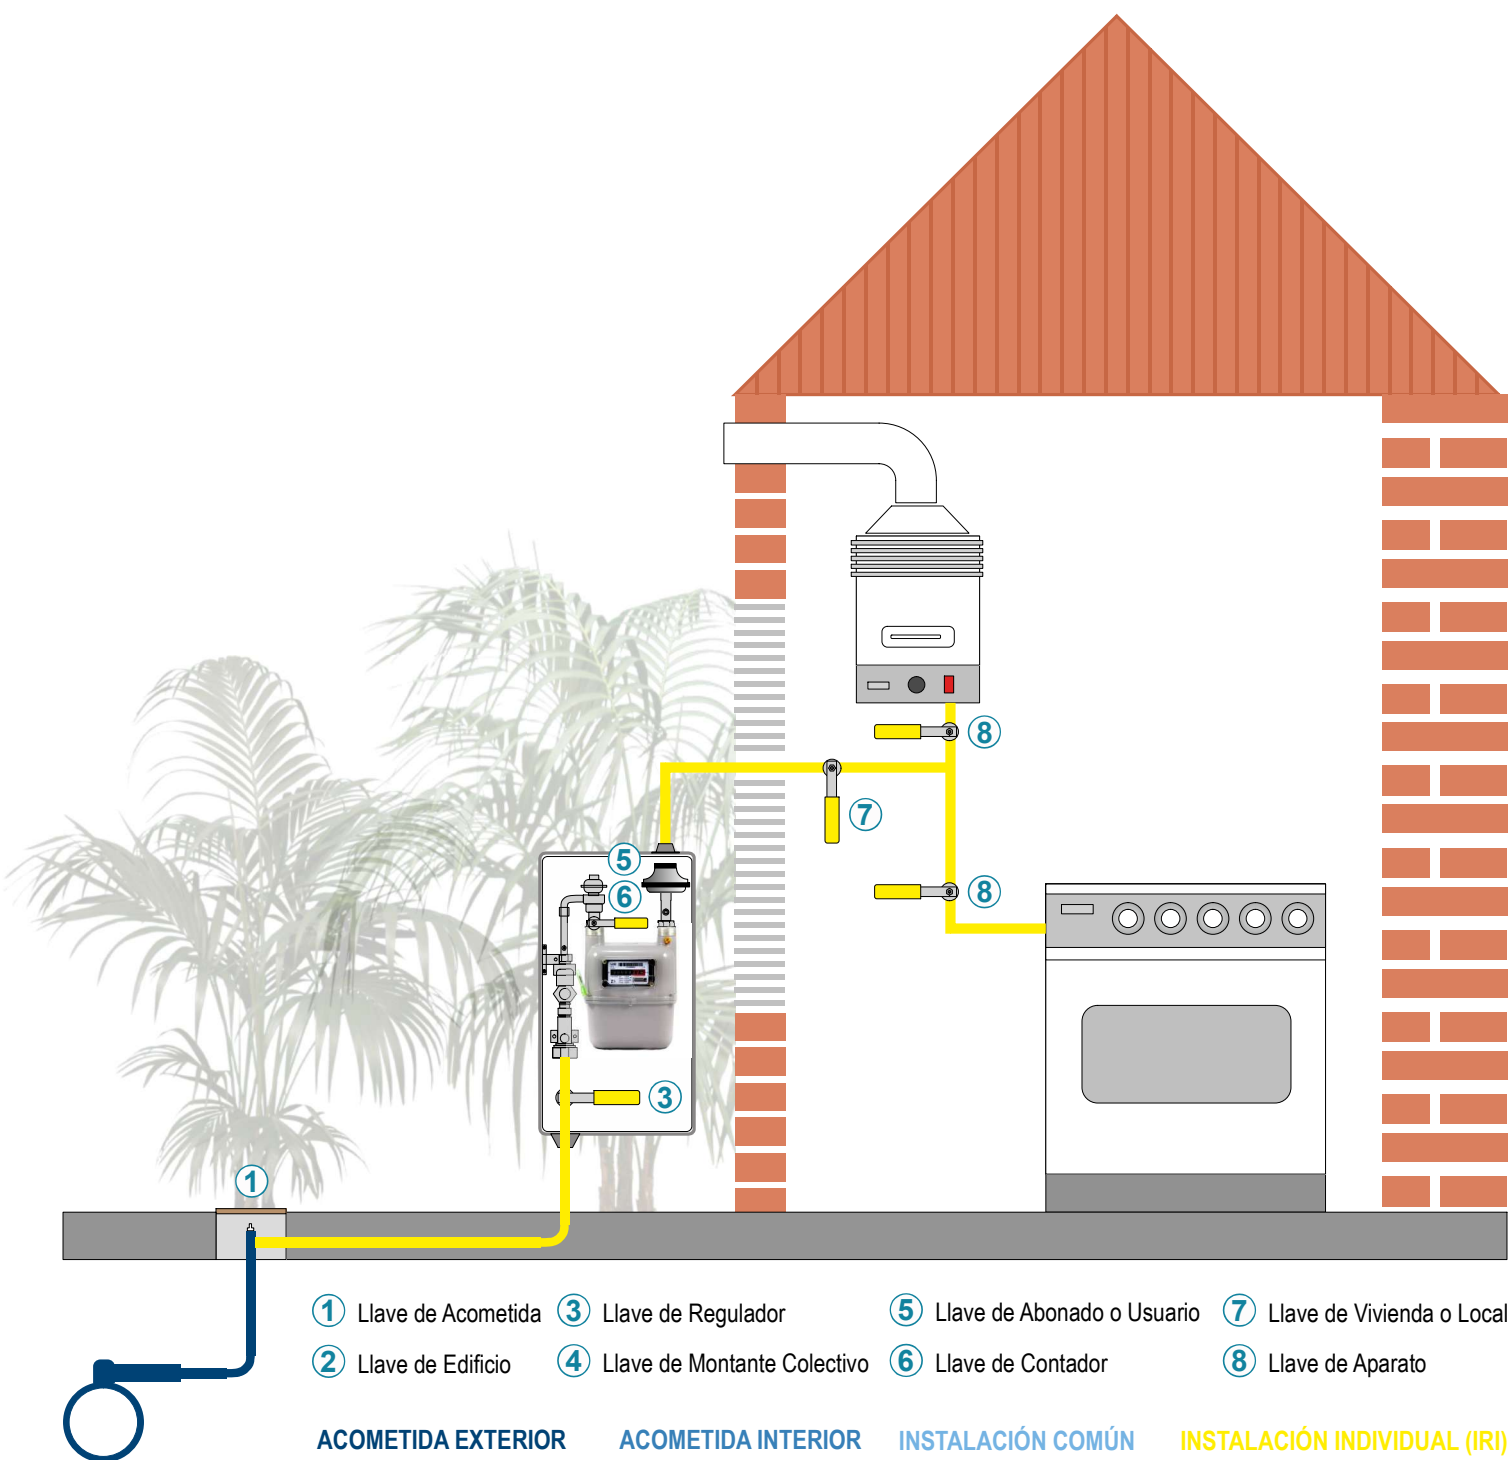 8
7
5
6
8
3
1
1 Llave de Acometida 3 Llave de Regulador 5 Llave de Abonado o Usuario 7 Llave de Vivienda o Local
2 Llave de Edificio 4 Llave de Montante Colectivo 6 Llave de Contador 8 Llave de Aparato
ACOMETIDA EXTERIOR ACOMETIDA INTERIOR INSTALACIÓN COMÚN INSTALACIÓN INDIVIDUAL (IRI)